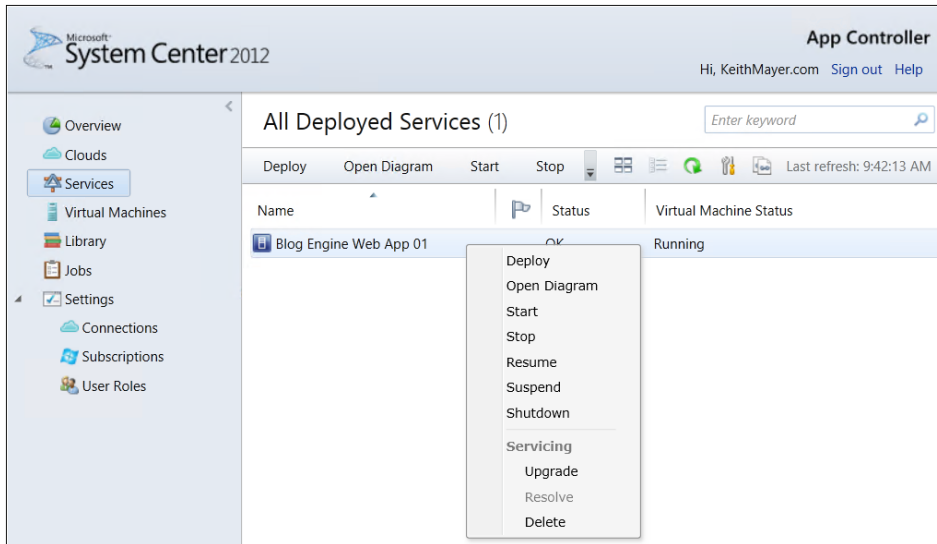 Microsoft
System Center 2012
App Controller
Hi, KeithMayer.com Sign out Help
Overview
Clouds
Services
Virtual Machines
Library
Jobs
Settings
Connections
Subscriptions
User Roles
All Deployed Services (1)
Enter keyword
Deploy Open Diagram Start Stop Last refresh: 9:42:13 AM
Name Status Virtual Machine Status
Blog Engine Web App 01 OK Running
Deploy
Open Diagram
Start
Stop
Resume
Suspend
Shutdown
Servicing
Upgrade
Resolve
Delete